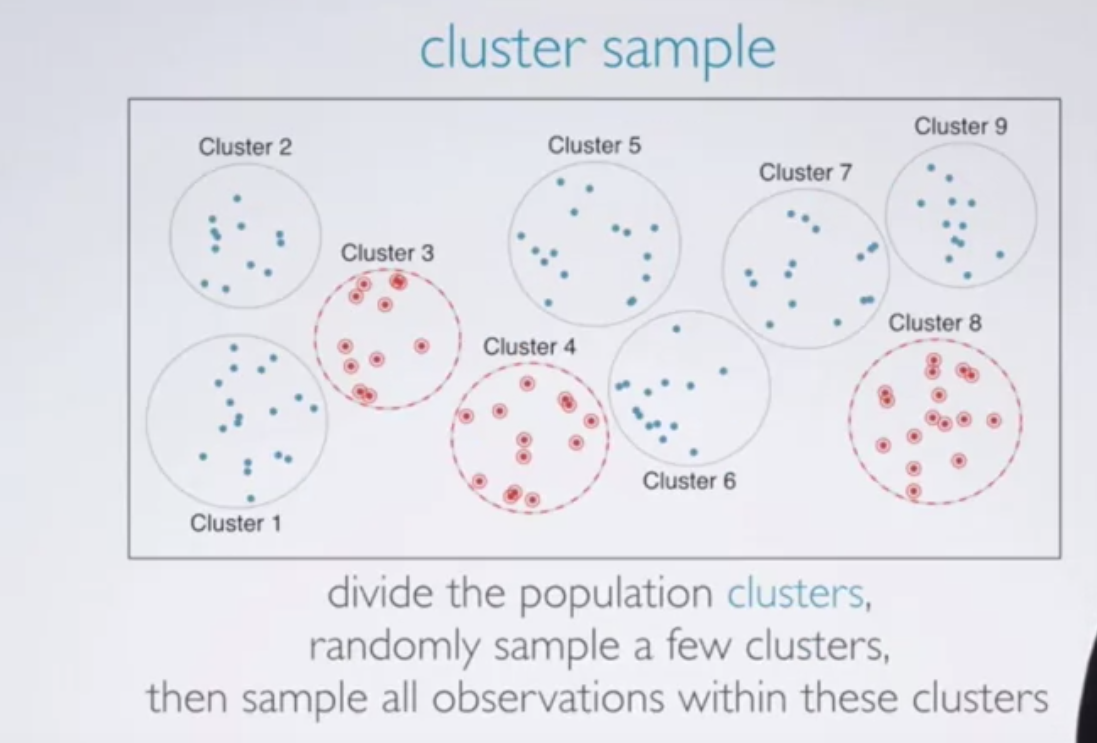 cluster sample
Cluster 9
Cluster 2
Cluster 5
Cluster 7
Cluster 3
Cluster 8
Cluster 4
Cluster 6
Cluster 1
divide the population clusters,
randomly sample a few clusters,
then sample all observations within these clusters